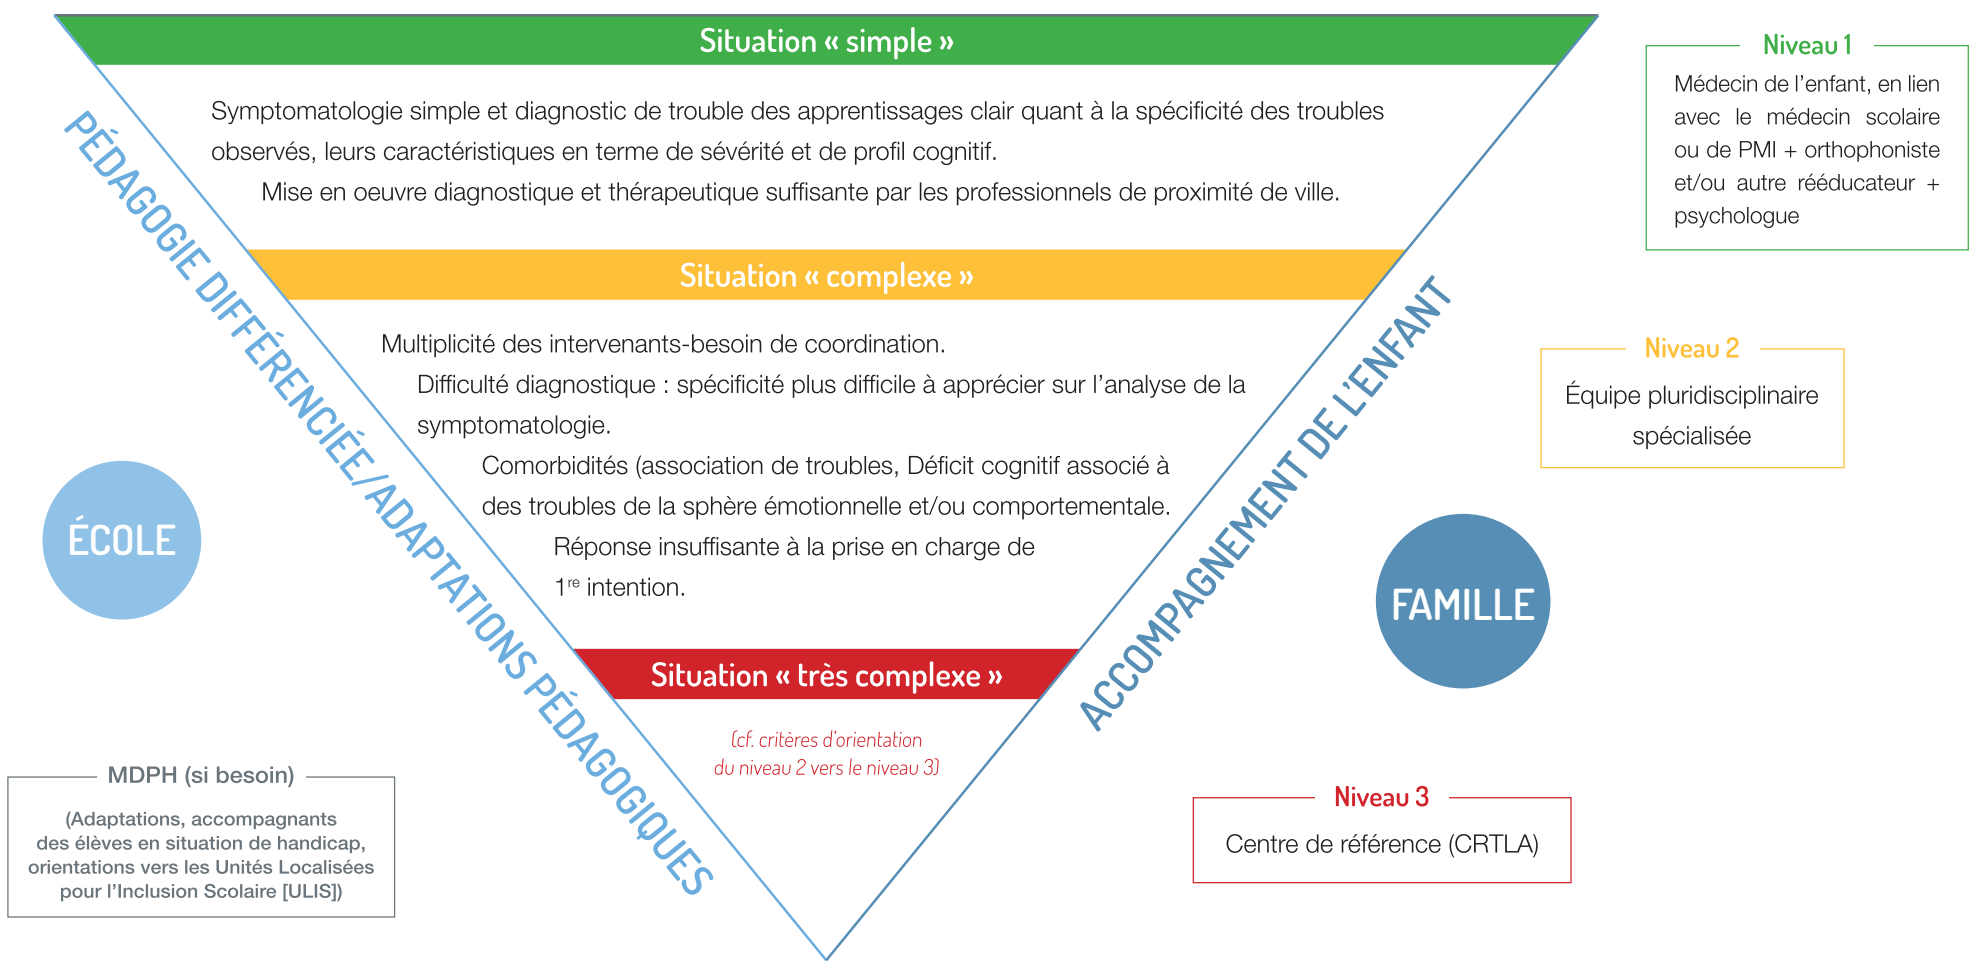 Situation « simple »
Symptomatologie simple et diagnostic de trouble des apprentissages clair quant à la spécificité des troubles
observés, leurs caractéristiques en terme de sévérité et de profil cognitif.
Mise en oeuvre diagnostique et thérapeutique suffisante par les professionnels de proximité de ville.
Situation « complexe »
Multiplicité des intervenants-besoin de coordination.
Difficulté diagnostique : spécificité plus difficile à apprécier sur l'analyse de la
symptomatologie.
Comorbidités (association de troubles, Déficit cognitif associé à
des troubles de la sphère émotionnelle et/ou comportementale.
Réponse insuffisante à la prise en charge de
1re intention.
Situation « très complexe »
(cf. critères d'orientation
du niveau 2 vers le niveau 3)
PÉDAGOGIE DIFFÉRENCIÉE/ADAPTATIONS PÉDAGOGIQUES
ACCOMPAGNEMENT DE L'ENFANT
ÉCOLE
FAMILLE
MDPH (si besoin)
(Adaptations, accompagnants
des élèves en situation de handicap,
orientations vers les Unités Localisées
pour l'Inclusion Scolaire [ULIS])
Niveau 1
Médecin de l'enfant, en lien
avec le médecin scolaire
ou de PMI + orthophoniste
et/ou autre rééducateur +
psychologue
Niveau 2
Équipe pluridisciplinaire
spécialisée
Niveau 3
Centre de référence (CRTLA)